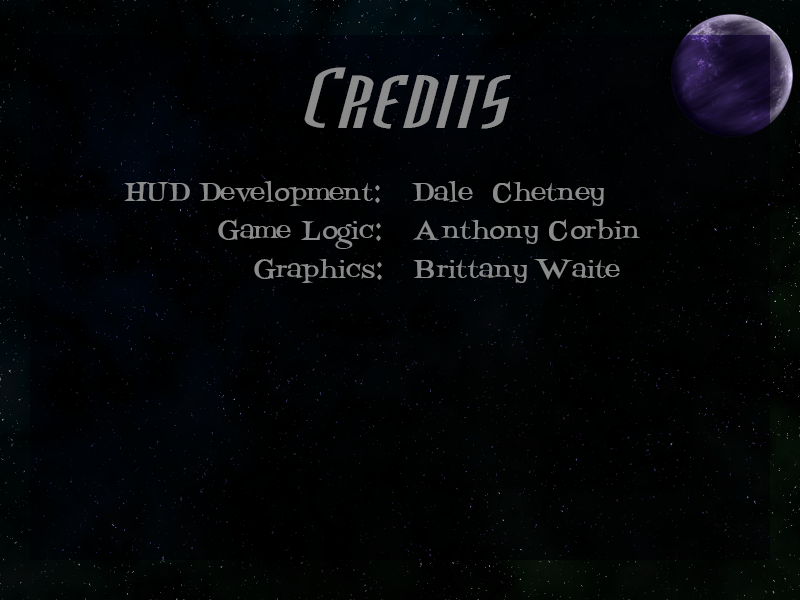 Credits
HUD Development: Dale Chetney
Game Logic: Anthony Corbin
Graphics: Brittany Waite